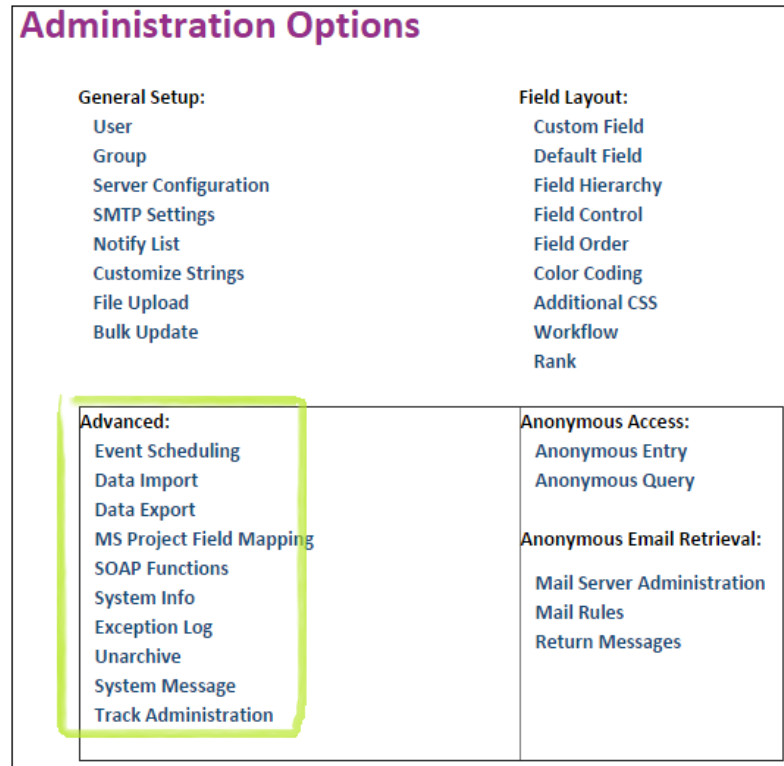 Administration Options
General Setup:
User
Group
Server Configuration
SMTP Settings
Notify List
Customize Strings
File Upload
Bulk Update
Field Layout:
Custom Field
Default Field
Field Hierarchy
Field Control
Field Order
Color Coding
Additional CSS
Workflow
Rank
Advanced:
Event Scheduling
Data Import
Data Export
MS Project Field Mapping
SOAP Functions
System Info
Exception Log
Unarchive
System Message
Track Administration
Anonymous Access:
Anonymous Entry
Anonymous Query
Anonymous Email Retrieval:
Mail Server Administration
Mail Rules
Return Messages